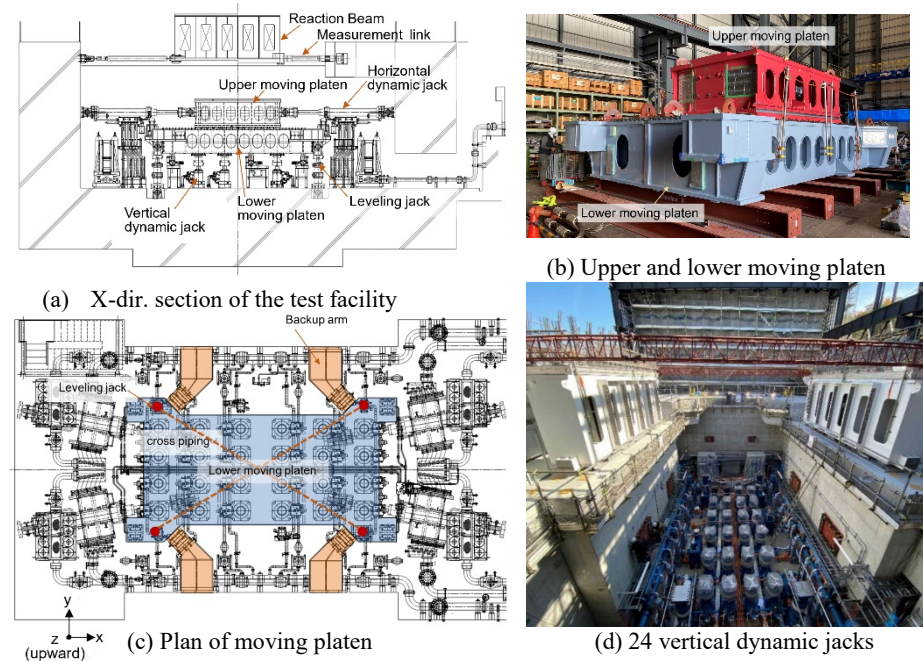 Reaction Beam
Measurement link
Horizontal
dynamic jack
Upper moving platen
Vertical
dynamic jack
Lower
moving platen
Leveling jack
(a) X-dir. section of the test facility
Upper moving platen
Lower moving platen
(b) Upper and lower moving platen
Backup arm
Leveling jack
cross piping
Lower moving platen
y
z
x
(upward)
(c) Plan of moving platen
(d) 24 vertical dynamic jacks